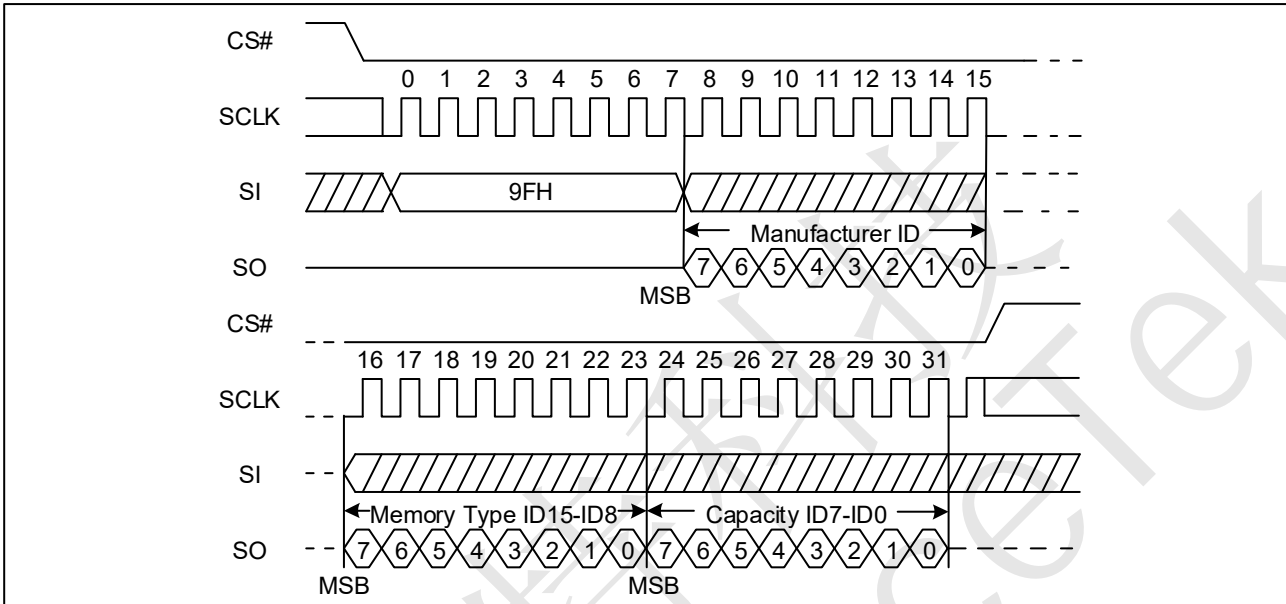 CS#
0 1 2 3 4 5 6 7 8 9 10 11 12 13 14 15
SCLK
SI 9FH
Manufacturer ID
SO 7 6 5 4 3 2 1 0
MSB
CS#
16 17 18 19 20 21 22 23 24 25 26 27 28 29 30 31
SCLK
SI
Memory Type ID15-ID8 Capacity ID7-ID0
SO 7 6 5 4 3 2 1 0 7 6 5 4 3 2 1 0
MSB MSB